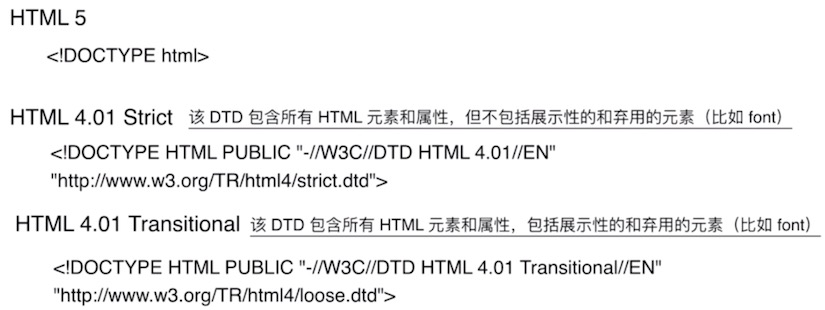 HTML 5
<!DOCTYPE html>
HTML 4.01 Strict 该 DTD 包含所有 HTML 元素和属性，但不包括展示性的和弃用的元素（比如 font）
<!DOCTYPE HTML PUBLIC "-//W3C//DTD HTML 4.01//EN"
"http://www.w3.org/TR/html4/strict.dtd">
HTML 4.01 Transitional 该 DTD 包含所有 HTML 元素和属性，包括展示性的和弃用的元素（比如 font）
<!DOCTYPE HTML PUBLIC "-//W3C//DTD HTML 4.01 Transitional//EN"
"http://www.w3.org/TR/html4/loose.dtd">